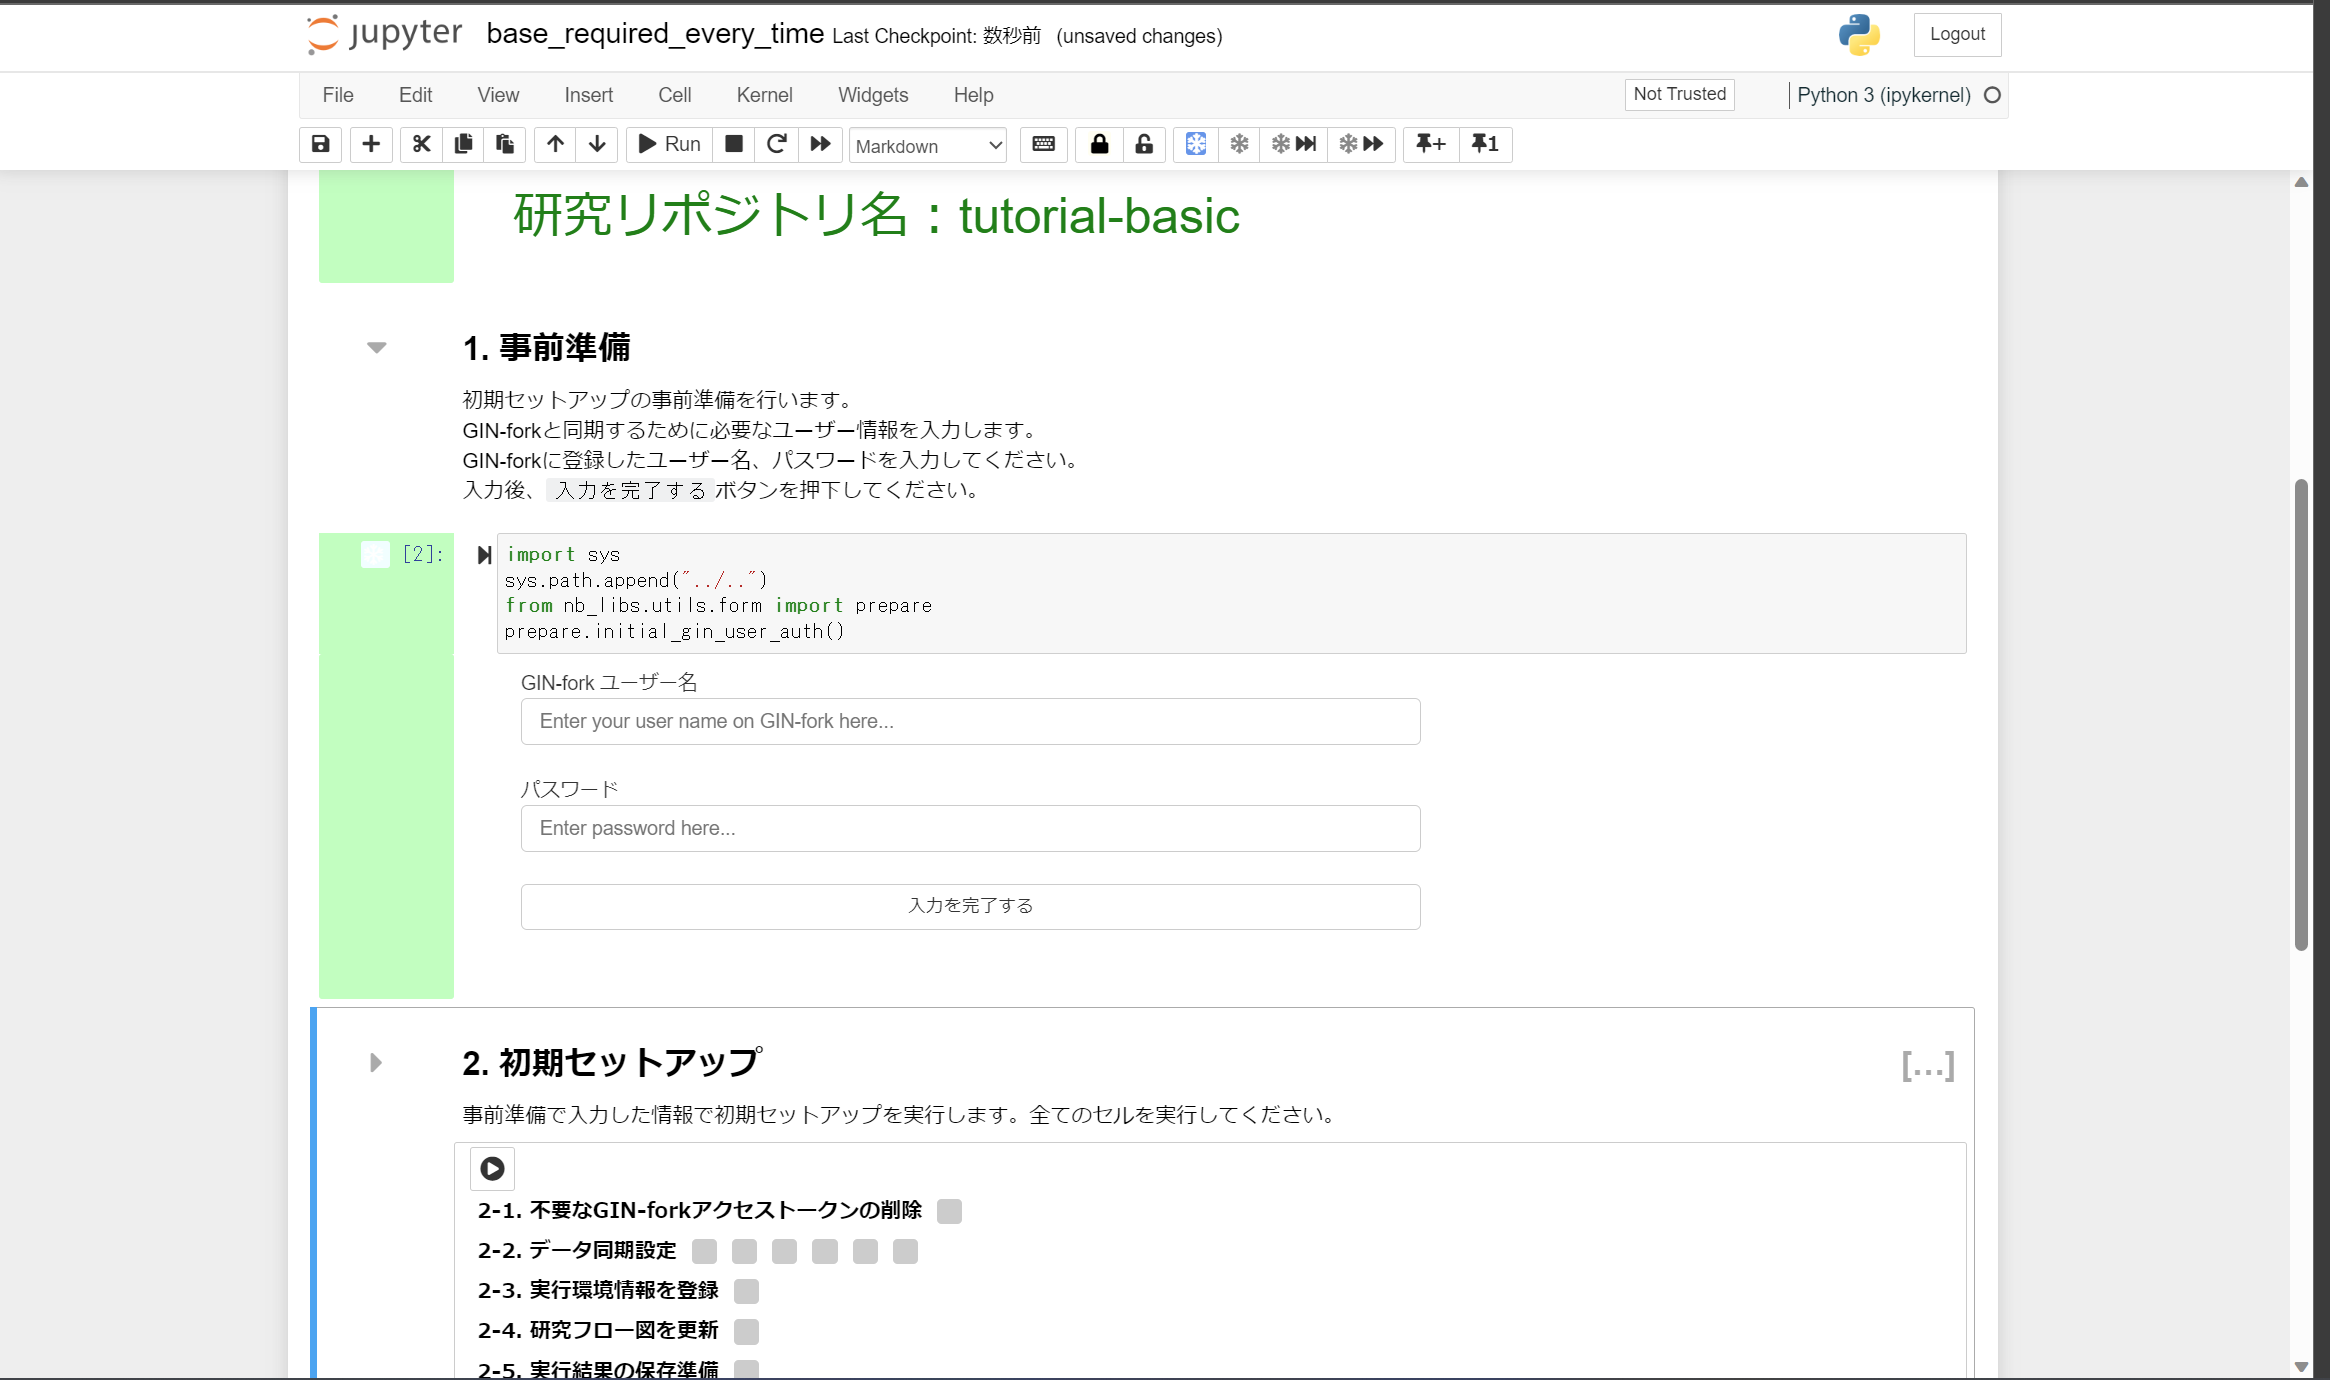 jupyter base_required_every_time Last Checkpoint: 数秒前 (unsaved changes)
Logout
File Edit View Insert Cell Kernel Widgets Help
Not Trusted
Python 3 (ipykernel)
Run
Markdown
+
1
研究リポジトリ名：tutorial-basic
1. 事前準備
初期セットアップの事前準備を行います。
GIN-forkと同期するために必要なユーザー情報を入力します。
GIN-forkに登録したユーザー名、パスワードを入力してください。
入力後、 入力を完了する ボタンを押下してください。
[2]:
import sys
sys.path.append("../..")
from nb_libs.utils.form import prepare
prepare.initial_gin_user_auth()
GIN-fork ユーザー名
Enter your user name on GIN-fork here...
パスワード
Enter password here...
入力を完了する
2. 初期セットアップ
[...]
事前準備で入力した情報で初期セットアップを実行します。全てのセルを実行してください。
2-1. 不要なGIN-forkアクセストークンの削除
2-2. データ同期設定
2-3. 実行環境情報を登録
2-4. 研究フロー図を更新
2-5. 実行結果の保存準備